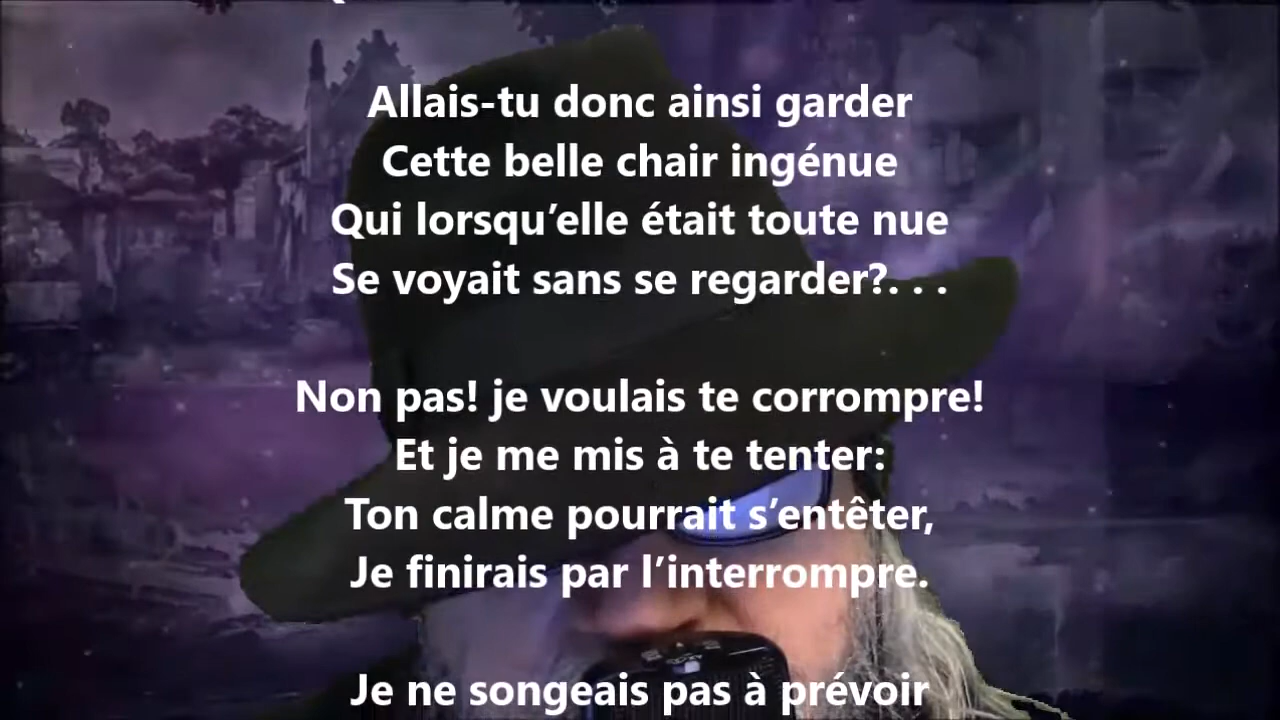 Allais-tu donc ainsi garder
Cette belle chair ingénue
Qui lorsqu’elle était toute nue
Se voyait sans se regarder?. . .
Non pas! je voulais te corrompre!
Et je me mis à te tenter:
Ton calme pourrait s’entêter,
Je finirais par l’interrompre.
Je ne songeais pas à prévoir